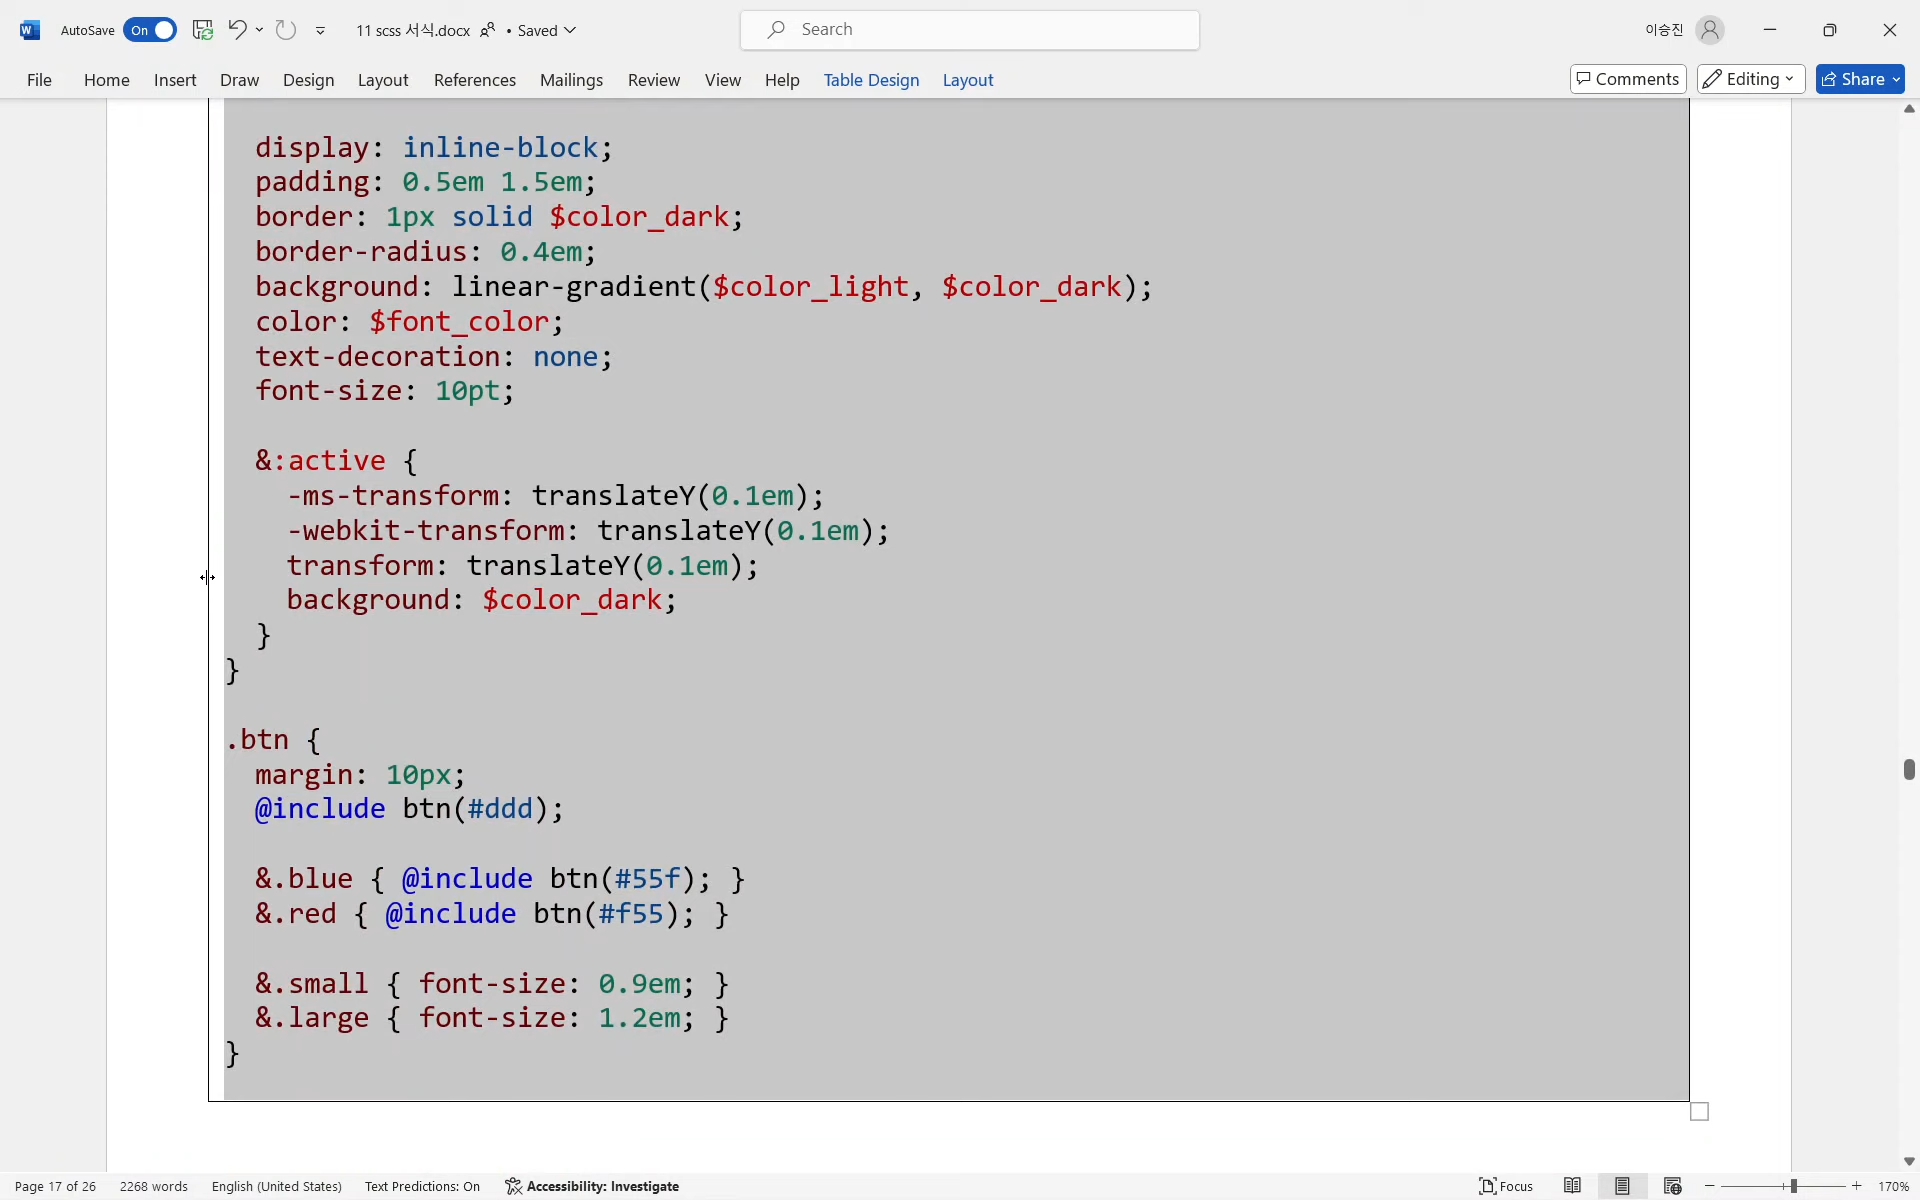 AutoSave On 11 scss 서식.docx • Saved Search 이승진
File Home Insert Draw Design Layout References Mailings Review View Help Table Design Layout Comments Editing Share
display: inline-block;
padding: 0.5em 1.5em;
border: 1px solid $color_dark;
border-radius: 0.4em;
background: linear-gradient($color_light, $color_dark);
color: $font_color;
text-decoration: none;
font-size: 10pt;
&:active {
-ms-transform: translateY(0.1em);
-webkit-transform: translateY(0.1em);
transform: translateY(0.1em);
background: $color_dark;
}
}
.btn {
margin: 10px;
@include btn(#ddd);
&.blue { @include btn(#55f); }
&.red { @include btn(#f55); }
&.small { font-size: 0.9em; }
&.large { font-size: 1.2em; }
}
Page 17 of 26 2268 words English (United States) Text Predictions: On Accessibility: Investigate Focus 170%